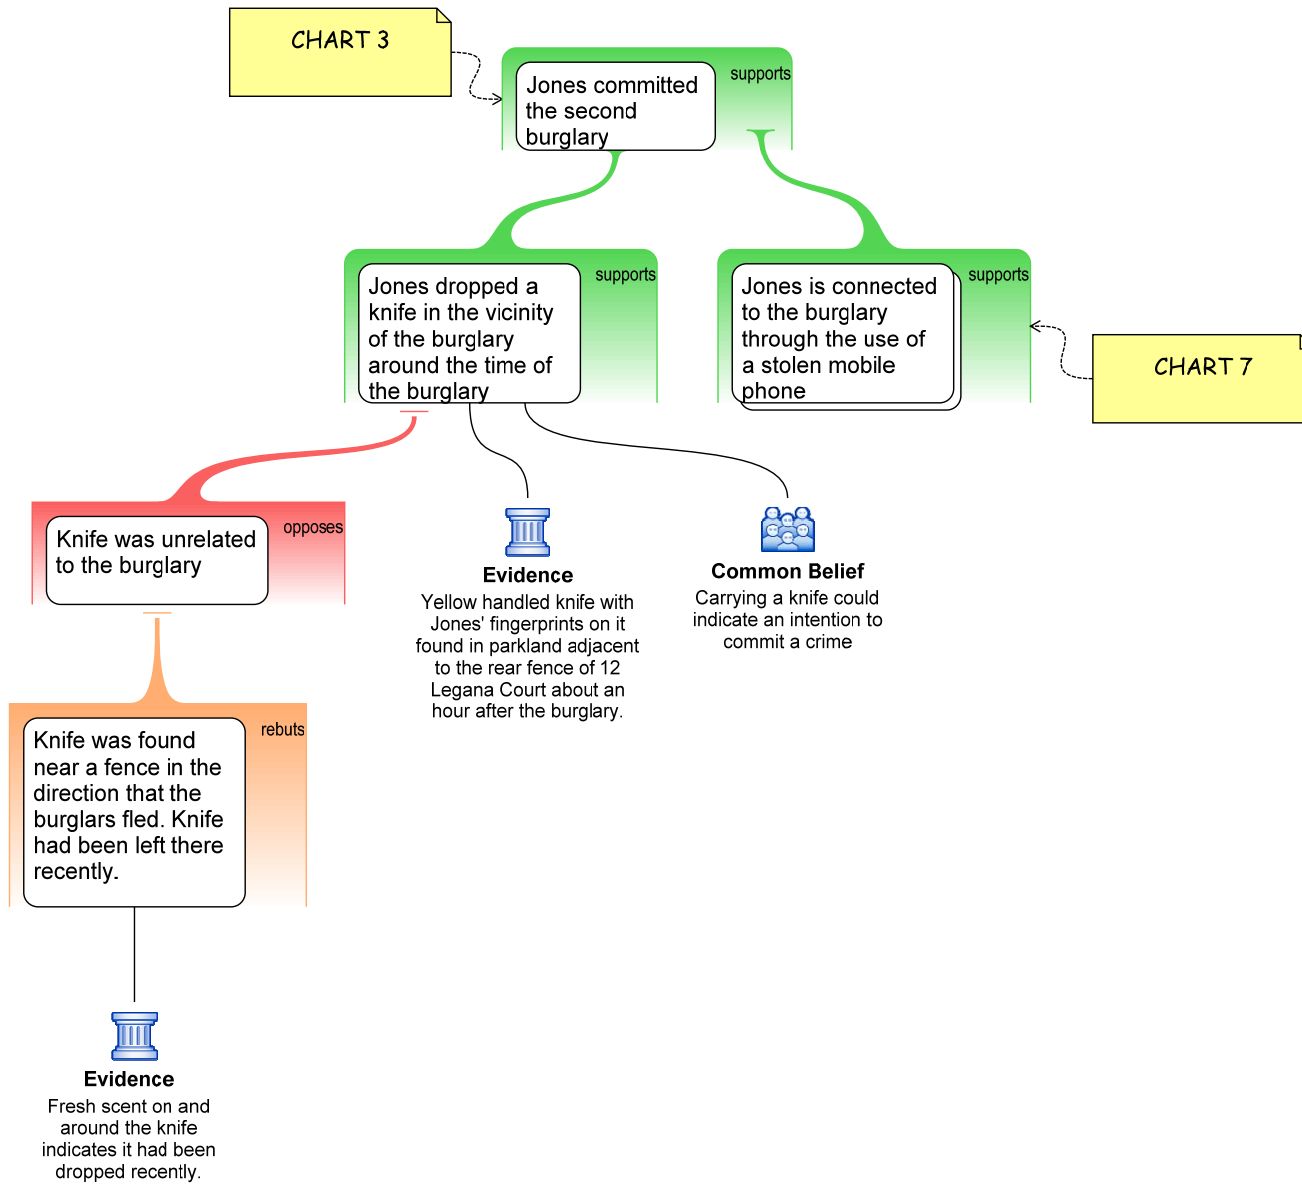 CHART 3
Jones committed
the second
burglary
supports
Jones dropped a
knife in the vicinity
of the burglary
around the time of
the burglary
supports
Jones is connected
to the burglary
through the use of
a stolen mobile
phone
supports
CHART 7
Knife was unrelated
to the burglary
opposes
Evidence
Yellow handled knife with
Jones' fingerprints on it
found in parkland adjacent
to the rear fence of 12
Legana Court about an
hour after the burglary.
Common Belief
Carrying a knife could
indicate an intention to
commit a crime
Knife was found
near a fence in the
direction that the
burglars fled. Knife
had been left there
recently.
rebuts
Evidence
Fresh scent on and
around the knife
indicates it had been
dropped recently.